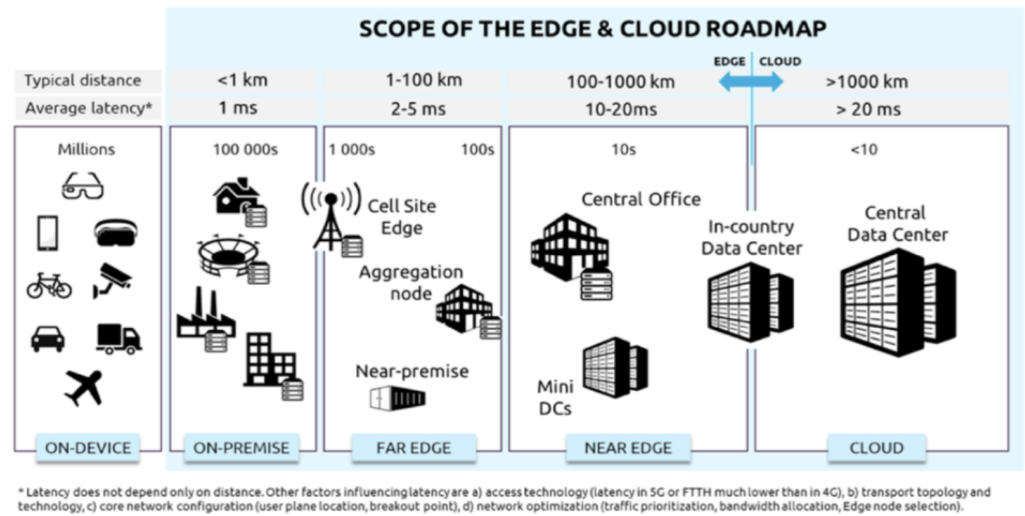 SCOPE OF THE EDGE & CLOUD ROADMAP
EDGE CLOUD
Typical distance <1 km 1-100 km 100-1000 km >1000 km
Average latency* 1 ms 2-5 ms 10-20ms > 20 ms
Millions 100 000s 1 000s 100s 10s <10
Cell Site
Edge
Aggregation
node
Near-premise
Central Office
Mini
DCs
In-country
Data Center
Central
Data Center
ON-DEVICE ON-PREMISE FAR EDGE NEAR EDGE CLOUD
* Latency does not depend only on distance. Other factors influencing latency are a) access technology (latency in 5G or FTTH much lower than in 4G), b) transport topology and
technology, c) core network configuration (user plane location, breakout point), d) network optimization (traffic prioritization, bandwidth allocation, Edge node selection).